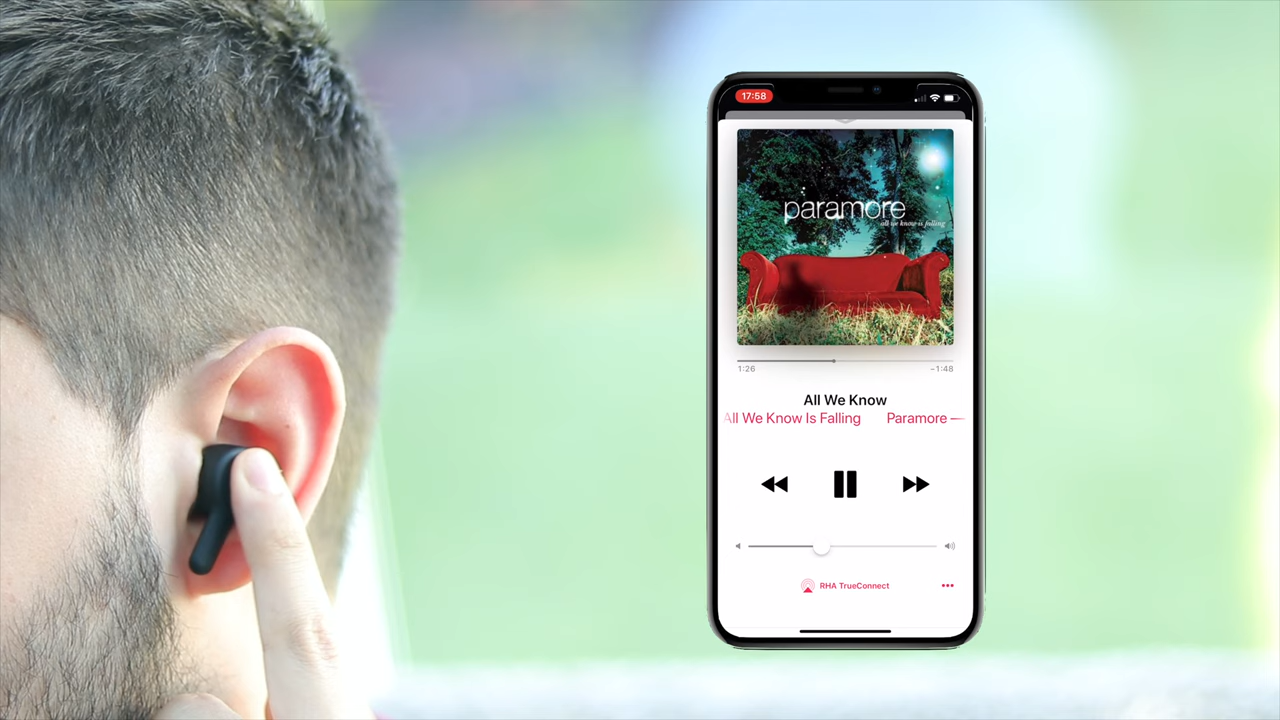 17:58
paramore
all we know is falling
1:26
-1:48
All We Know
All We Know Is Falling Paramore —
RHA TrueConnect